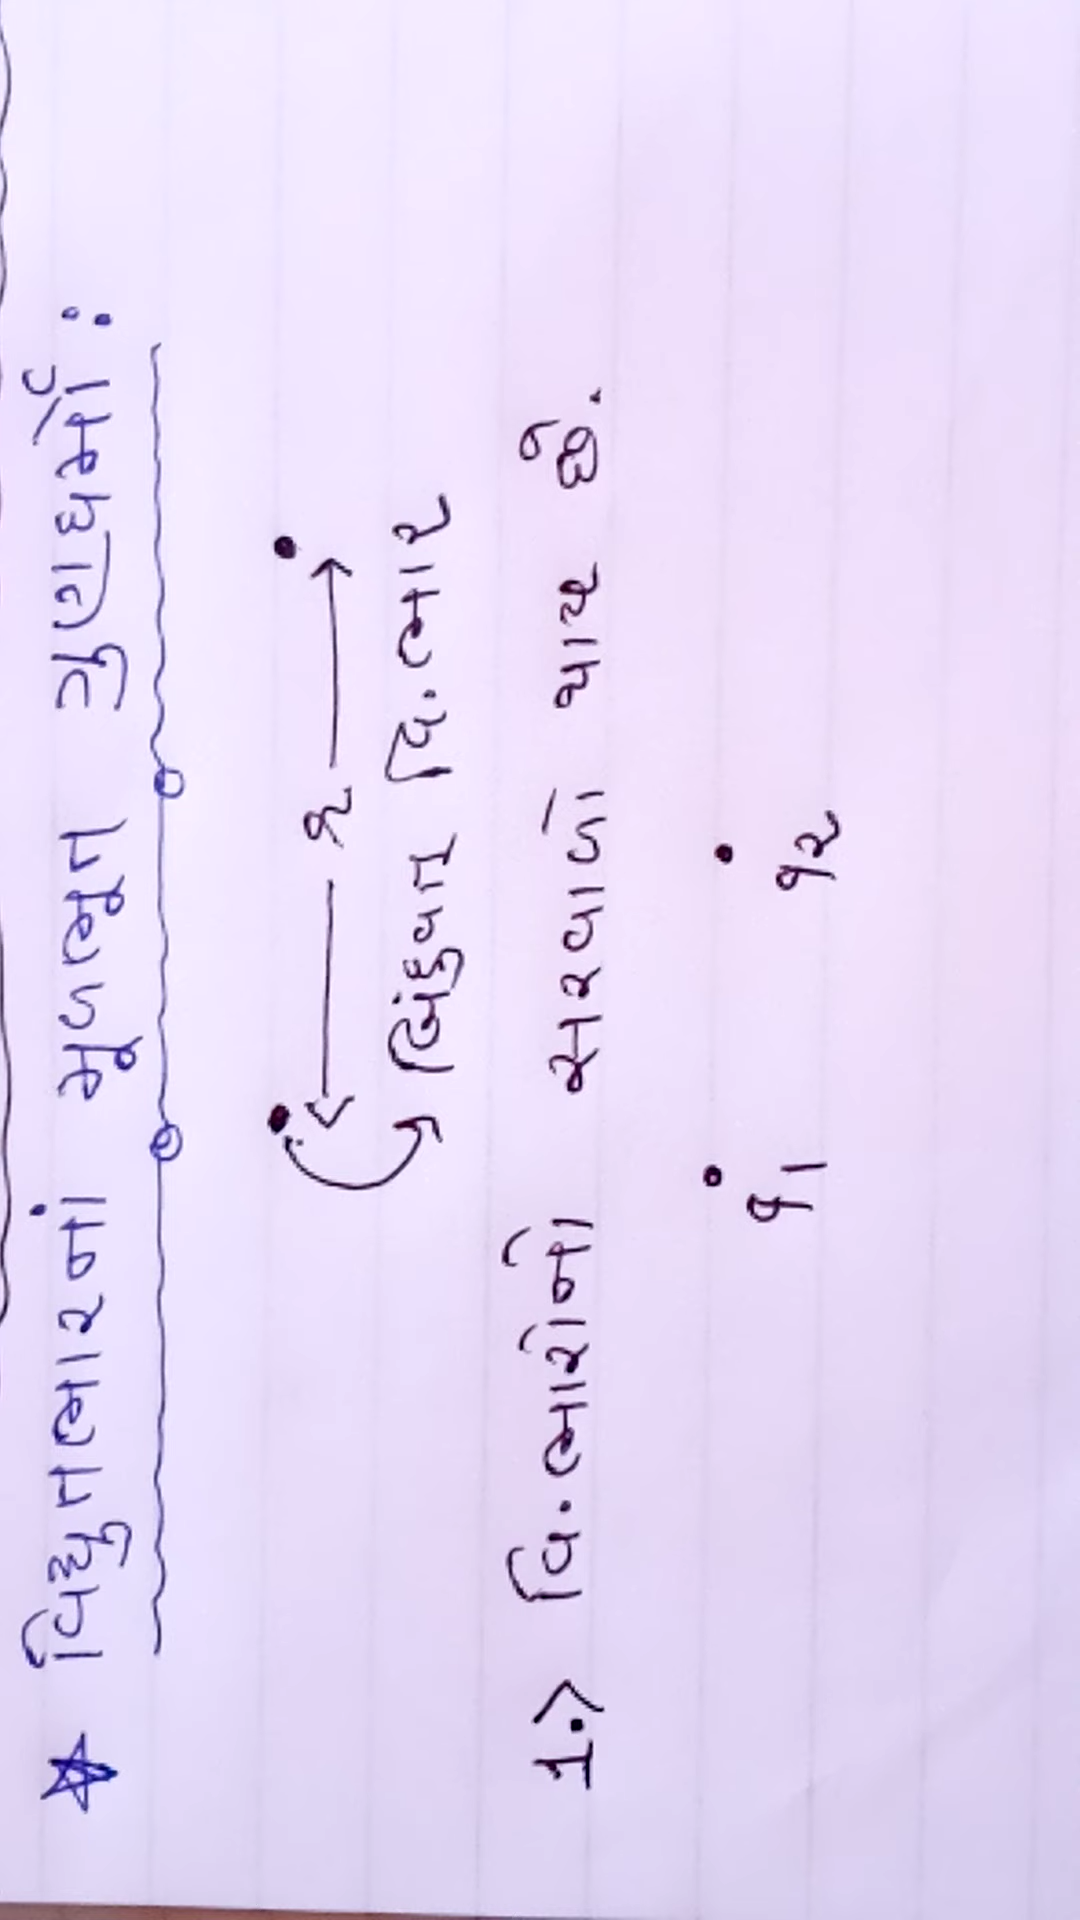 ☆ વિદ્યુતભારનાં મૂળભૂત ગુણધર્મો :
r
બિંદુવત્ વિ.ભાર
1.> વિ.ભારોનો સરવાળો થાય છે.
q1 q2